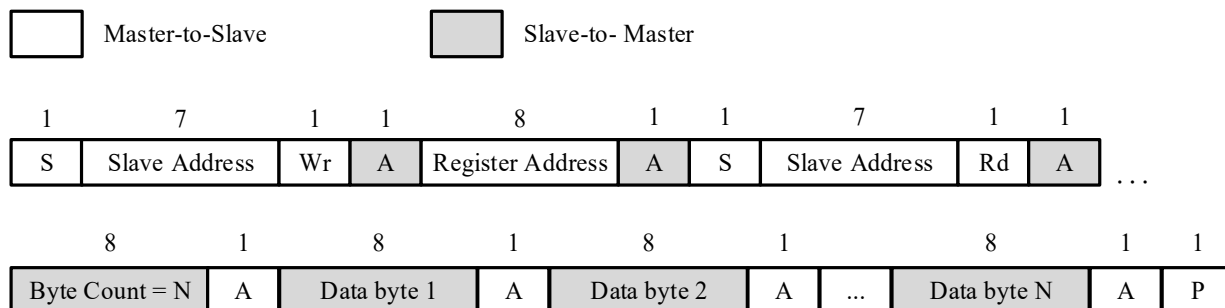 Master-to-Slave Slave-to- Master
1 7 1 1 8 1 1 7 1 1
S Slave Address Wr A Register Address A S Slave Address Rd A ...
8 1 8 1 8 1 8 1 1
Byte Count = N A Data byte 1 A Data byte 2 A ... Data byte N A P